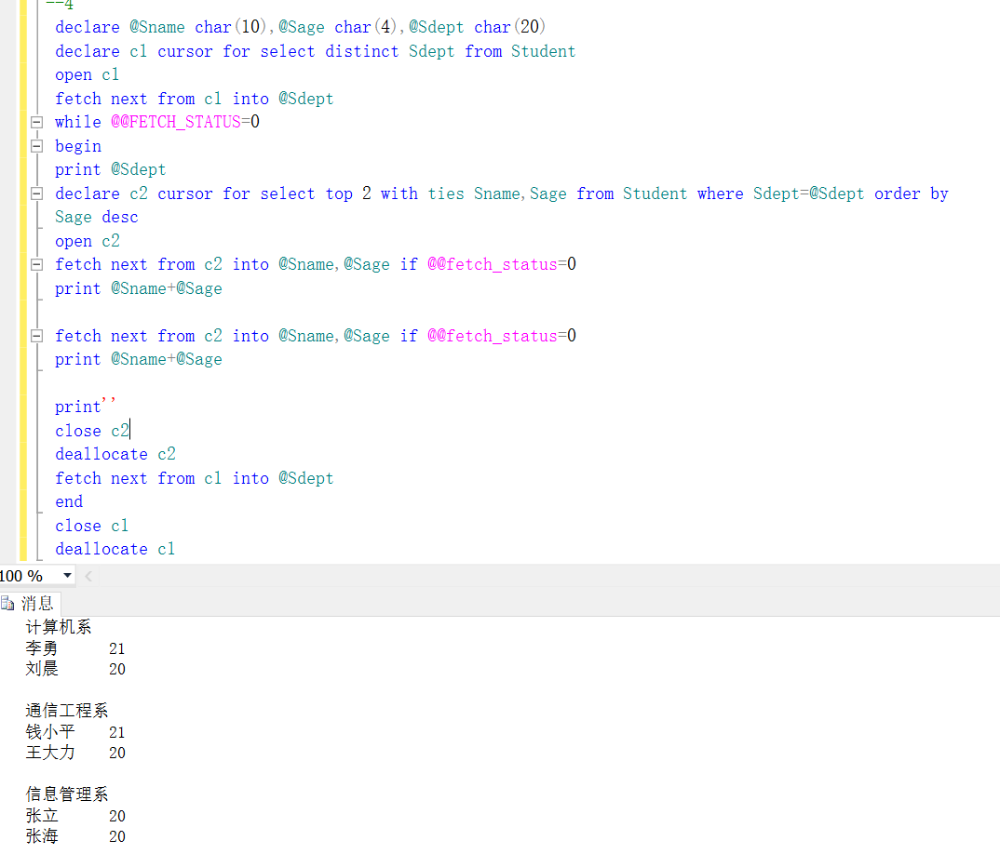 --4
declare @Sname char(10),@Sage char(4),@Sdept char(20)
declare c1 cursor for select distinct Sdept from Student
open c1
fetch next from c1 into @Sdept
while @@FETCH_STATUS=0
begin
print @Sdept
declare c2 cursor for select top 2 with ties Sname,Sage from Student where Sdept=@Sdept order by
Sage desc
open c2
fetch next from c2 into @Sname,@Sage if @@fetch_status=0
print @Sname+@Sage
fetch next from c2 into @Sname,@Sage if @@fetch_status=0
print @Sname+@Sage
print''
close c2
deallocate c2
fetch next from c1 into @Sdept
end
close c1
deallocate c1
100 %
消息
计算机系
李勇 21
刘晨 20
通信工程系
钱小平 21
王大力 20
信息管理系
张立 20
张海 20